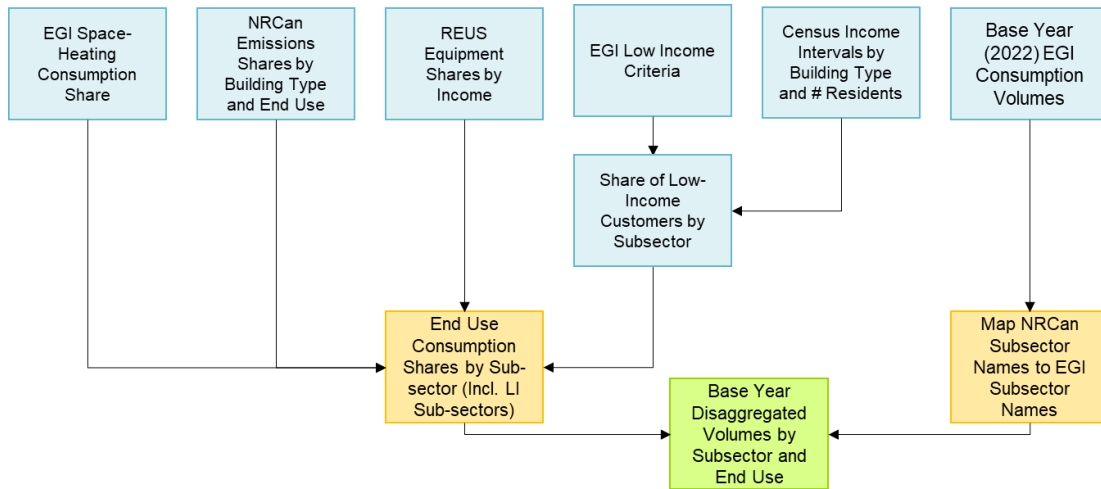 EGI Space-
Heating
Consumption
Share
NRCan
Emissions
Shares by
Building Type
and End Use
REUS
Equipment
Shares by
Income
EGI Low Income
Criteria
Census Income
Intervals by
Building Type
and # Residents
Base Year
(2022) EGI
Consumption
Volumes
Share of Low-
Income
Customers by
Subsector
End Use
Consumption
Shares by Sub-
sector (Incl. LI
Sub-sectors)
Map NRCan
Subsector
Names to EGI
Subsector
Names
Base Year
Disaggregated
Volumes by
Subsector and
End Use